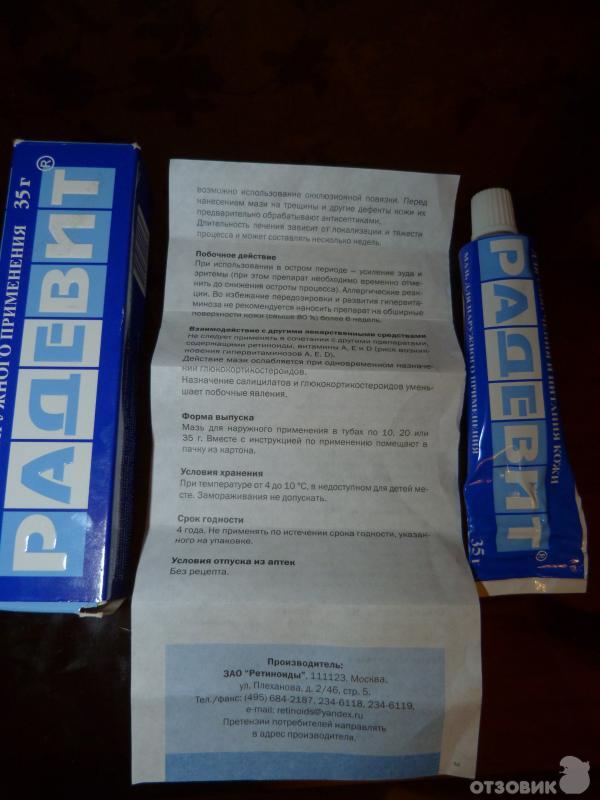 РАДЕВИТ®
35 г
РУЖНОГО ПРИМЕНЕНИЯ
возможно использование окклюзионной повязки. Перед
нанесением мази на трещины и другие дефекты кожи их
предварительно обрабатывают антисептиками.
Длительность лечения зависит от локализации и тяжести
процесса и может составлять несколько недель.
Побочное действие
При использовании в остром периоде – усиление зуда и
эритемы (при этом препарат необходимо временно отме-
нить до снижения остроты процесса). Аллергические реак-
ции. Во избежание передозировки и развития гипервита-
миноза не рекомендуется наносить препарат на обширные
поверхности кожи более 6 недель.
Взаимодействие с другими лекарственными средствами
Не следует применять в сочетании с другими препаратами,
содержащими ретиноиды, витамины А, Е и D (риск возник-
новения гипервитаминозов А, Е, D).
Действие мази ослабляется при одновременном назначе-
нии глюкокортикостероидов.
Назначение салицилатов и глюкокортикостероидов умень-
шает побочные явления.
Форма выпуска
Мазь для наружного применения в тубах по 10, 20 или
35 г. Вместе с инструкцией по применению помещают в
пачку из картона.
Условия хранения
При температуре от 4 до 10 °C, в недоступном для детей ме-
сте. Замораживания не допускать.
Срок годности
4 года. Не применять по истечении срока годности, указан-
ного на упаковке.
Условия отпуска из аптек
Без рецепта.
Производитель:
ЗАО "Ретиноиды", 111123, Москва,
ул. Плеханова, д. 2/46, стр. 5.
Тел./факс: (495) 684-2187, 234-6118, 234-6119,
e-mail: retinoids@yandex.ru
Претензии потребителей направлять
в адрес производителя.
РАДЕВИТ®
И ПИТАНИЯ КОЖИ
МАЗЬ ДЛЯ НАРУЖНОГО ПРИМЕНЕНИЯ
35 г
ОТЗОВИК